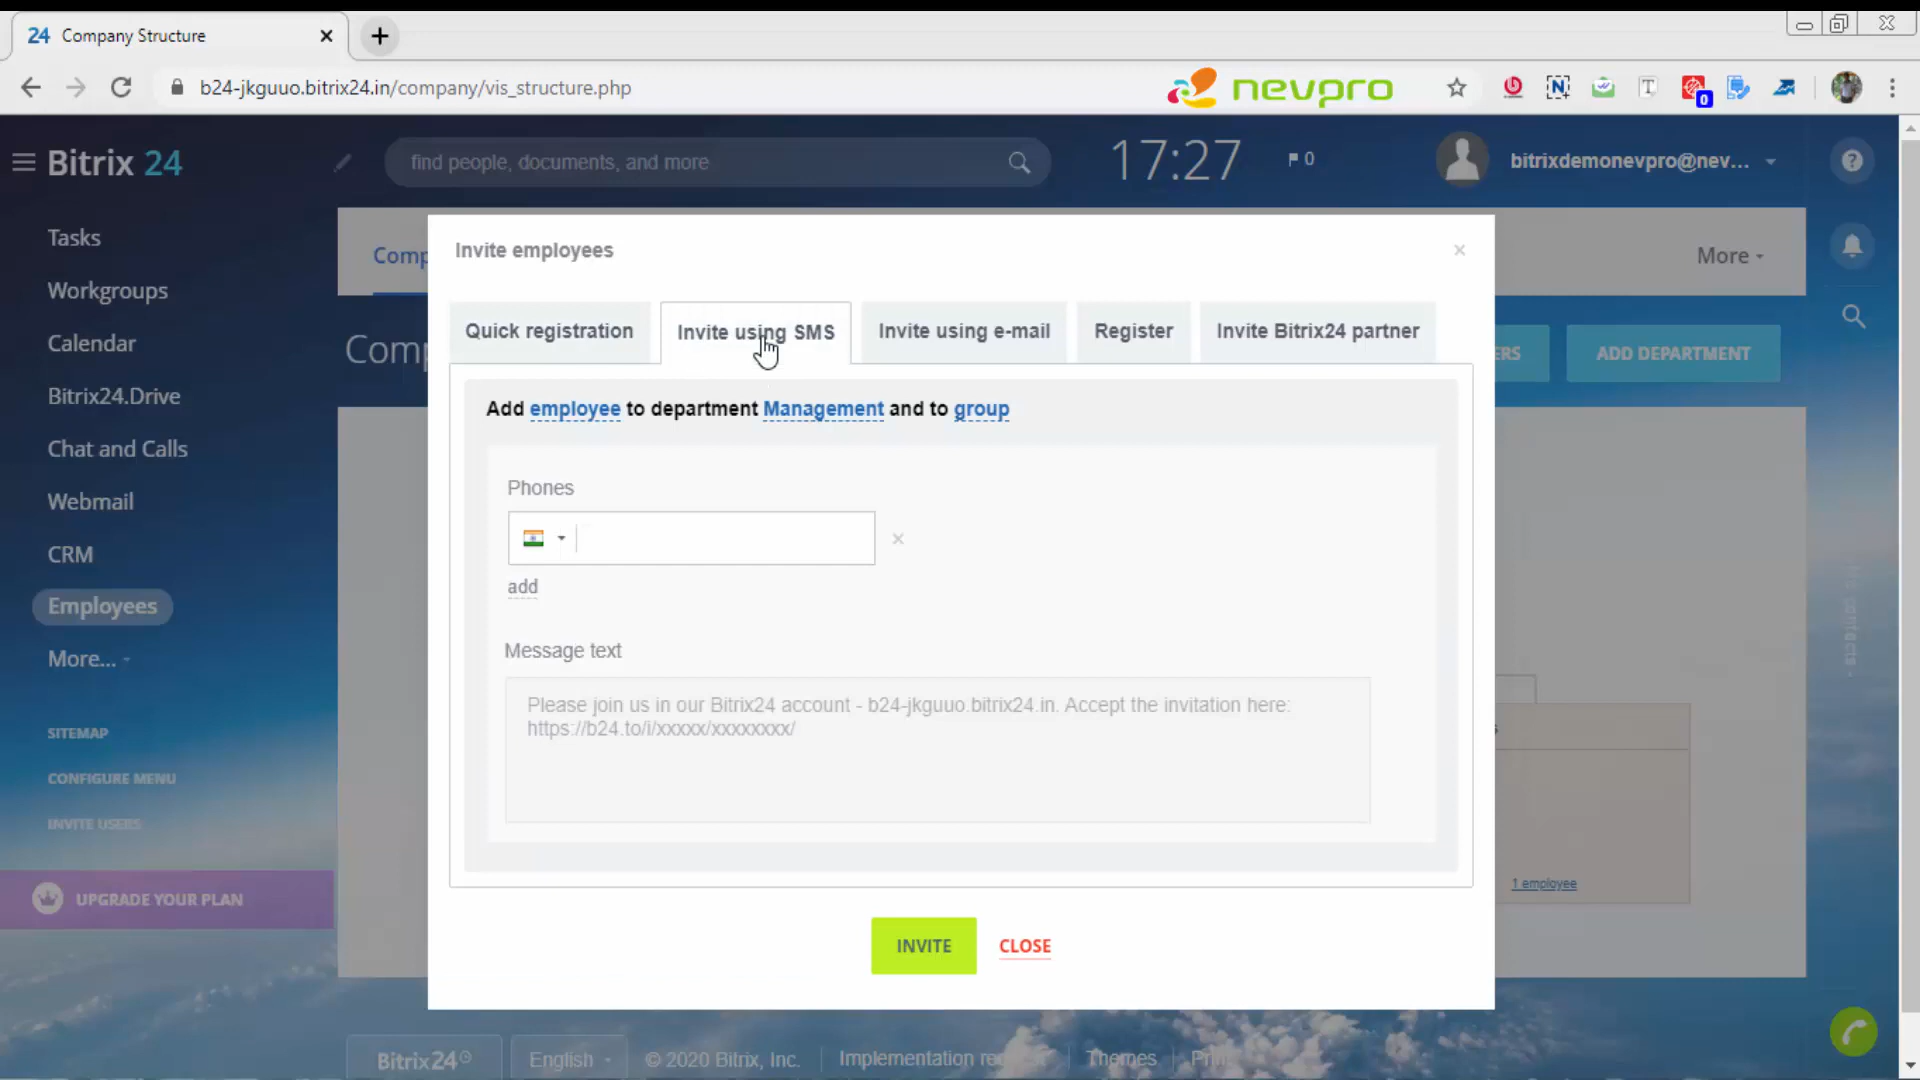 24 Company Structure
b24-jkguuo.bitrix24.in/company/vis_structure.php
nevpro
0
Bitrix 24
find people, documents, and more
17:27
0
bitrixdemonevpro@nev...
Tasks
Workgroups
Calendar
Bitrix24.Drive
Chat and Calls
Webmail
CRM
Employees
More...
SITEMAP
CONFIGURE MENU
INVITE USERS
UPGRADE YOUR PLAN
Comp
More
Comp
ERS
ADD DEPARTMENT
Invite employees
Quick registration
Invite using SMS
Invite using e-mail
Register
Invite Bitrix24 partner
Add employee to department Management and to group
Phones
add
Message text
Please join us in our Bitrix24 account - b24-jkguuo.bitrix24.in. Accept the invitation here:
https://b24.to/i/xxxxx/xxxxxxxx/
INVITE
CLOSE
1 employee
Bitrix24
English
© 2020 Bitrix, Inc.
Implementation
Themes